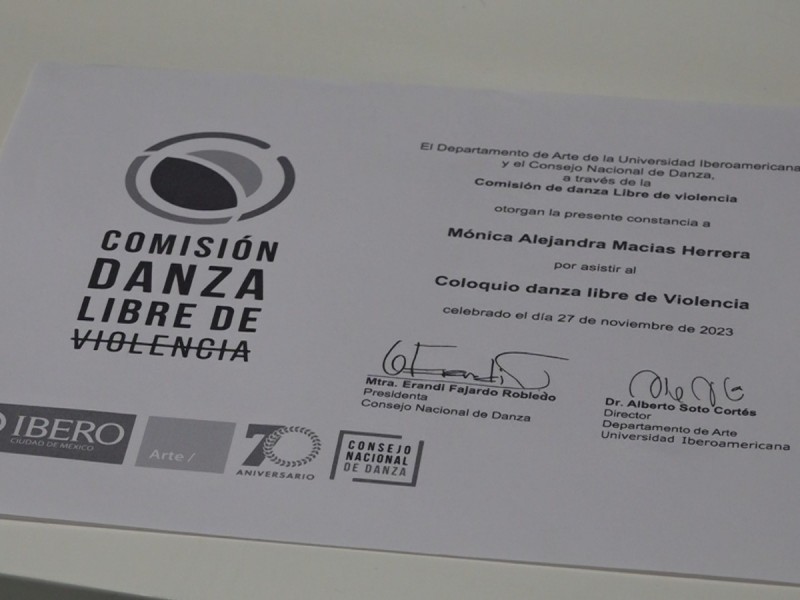 COMISIÓN
DANZA
LIBRE DE
VIOLENCIA
El Departamento de Arte de la Universidad Iberoamericana
y el Consejo Nacional de Danza,
a través de la
Comisión de danza Libre de violencia
otorgan la presente constancia a
Mónica Alejandra Macias Herrera
por asistir al
Coloquio danza libre de Violencia
celebrado el día 27 de noviembre de 2023
Mtra. Erandi Fajardo Robledo
Presidenta
Consejo Nacional de Danza
Dr. Alberto Soto Cortés
Director
Departamento de Arte
Universidad Iberoamericana
IBERO
CIUDAD DE MÉXICO
Arte /
70
ANIVERSARIO
CONSEJO
NACIONAL
DE DANZA